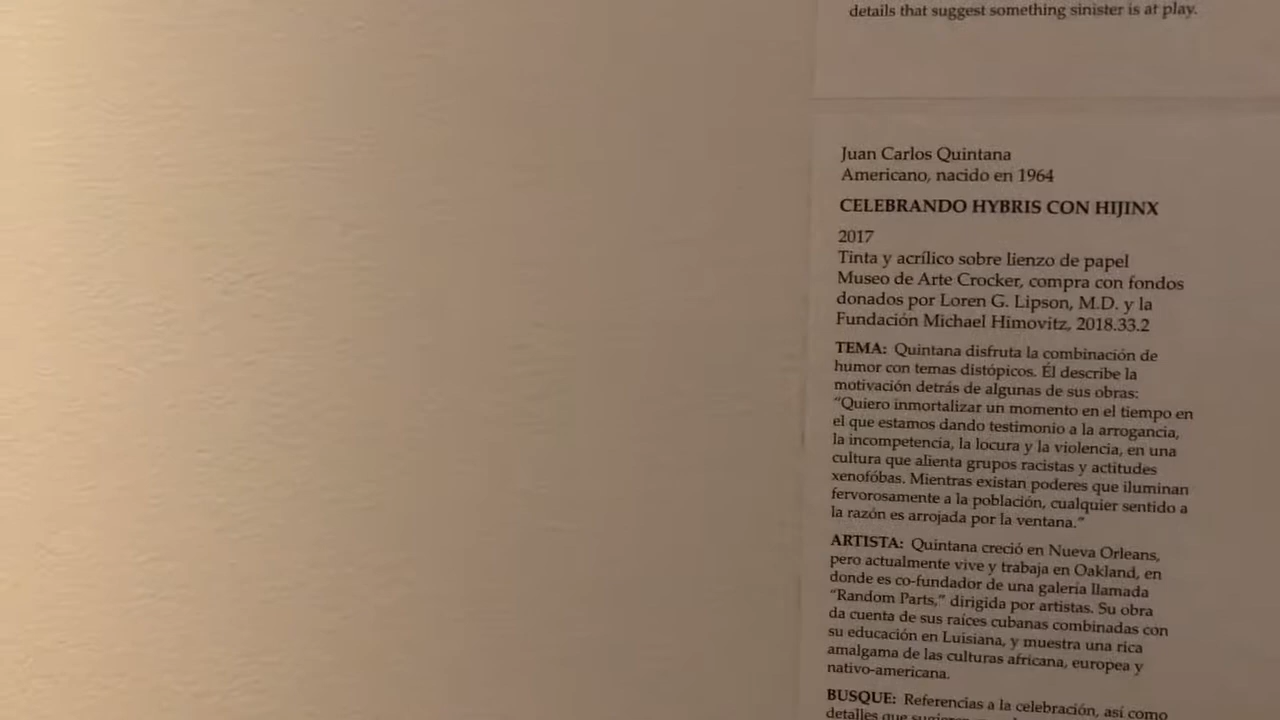 details that suggest something sinister is at play.
Juan Carlos Quintana
Americano, nacido en 1964
CELEBRANDO HYBRIS CON HIJINX
2017
Tinta y acrílico sobre lienzo de papel
Museo de Arte Crocker, compra con fondos
donados por Loren G. Lipson, M.D. y la
Fundación Michael Himovitz, 2018.33.2
TEMA: Quintana disfruta la combinación de
humor con temas distópicos. Él describe la
motivación detrás de algunas de sus obras:
“Quiero inmortalizar un momento en el tiempo en
el que estamos dando testimonio a la arrogancia,
la incompetencia, la locura y la violencia, en una
cultura que alienta grupos racistas y actitudes
xenofóbas. Mientras existan poderes que iluminan
fervorosamente a la población, cualquier sentido a
la razón es arrojada por la ventana.”
ARTISTA: Quintana creció en Nueva Orleans,
pero actualmente vive y trabaja en Oakland, en
donde es co-fundador de una galería llamada
“Random Parts,” dirigida por artistas. Su obra
da cuenta de sus raíces cubanas combinadas con
su educación en Luisiana, y muestra una rica
amalgama de las culturas africana, europea y
nativo-americana.
BUSQUE: Referencias a la celebración, así como
detalles que